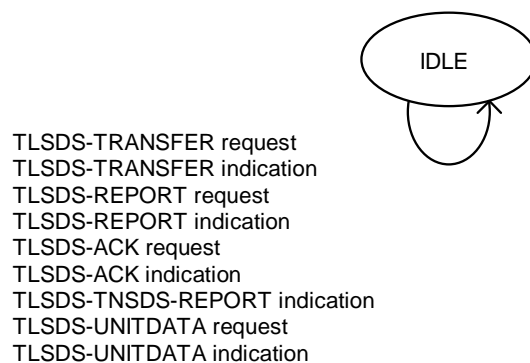 IDLE
TLSDS-TRANSFER request
TLSDS-TRANSFER indication
TLSDS-REPORT request
TLSDS-REPORT indication
TLSDS-ACK request
TLSDS-ACK indication
TLSDS-TNSDS-REPORT indication
TLSDS-UNITDATA request
TLSDS-UNITDATA indication